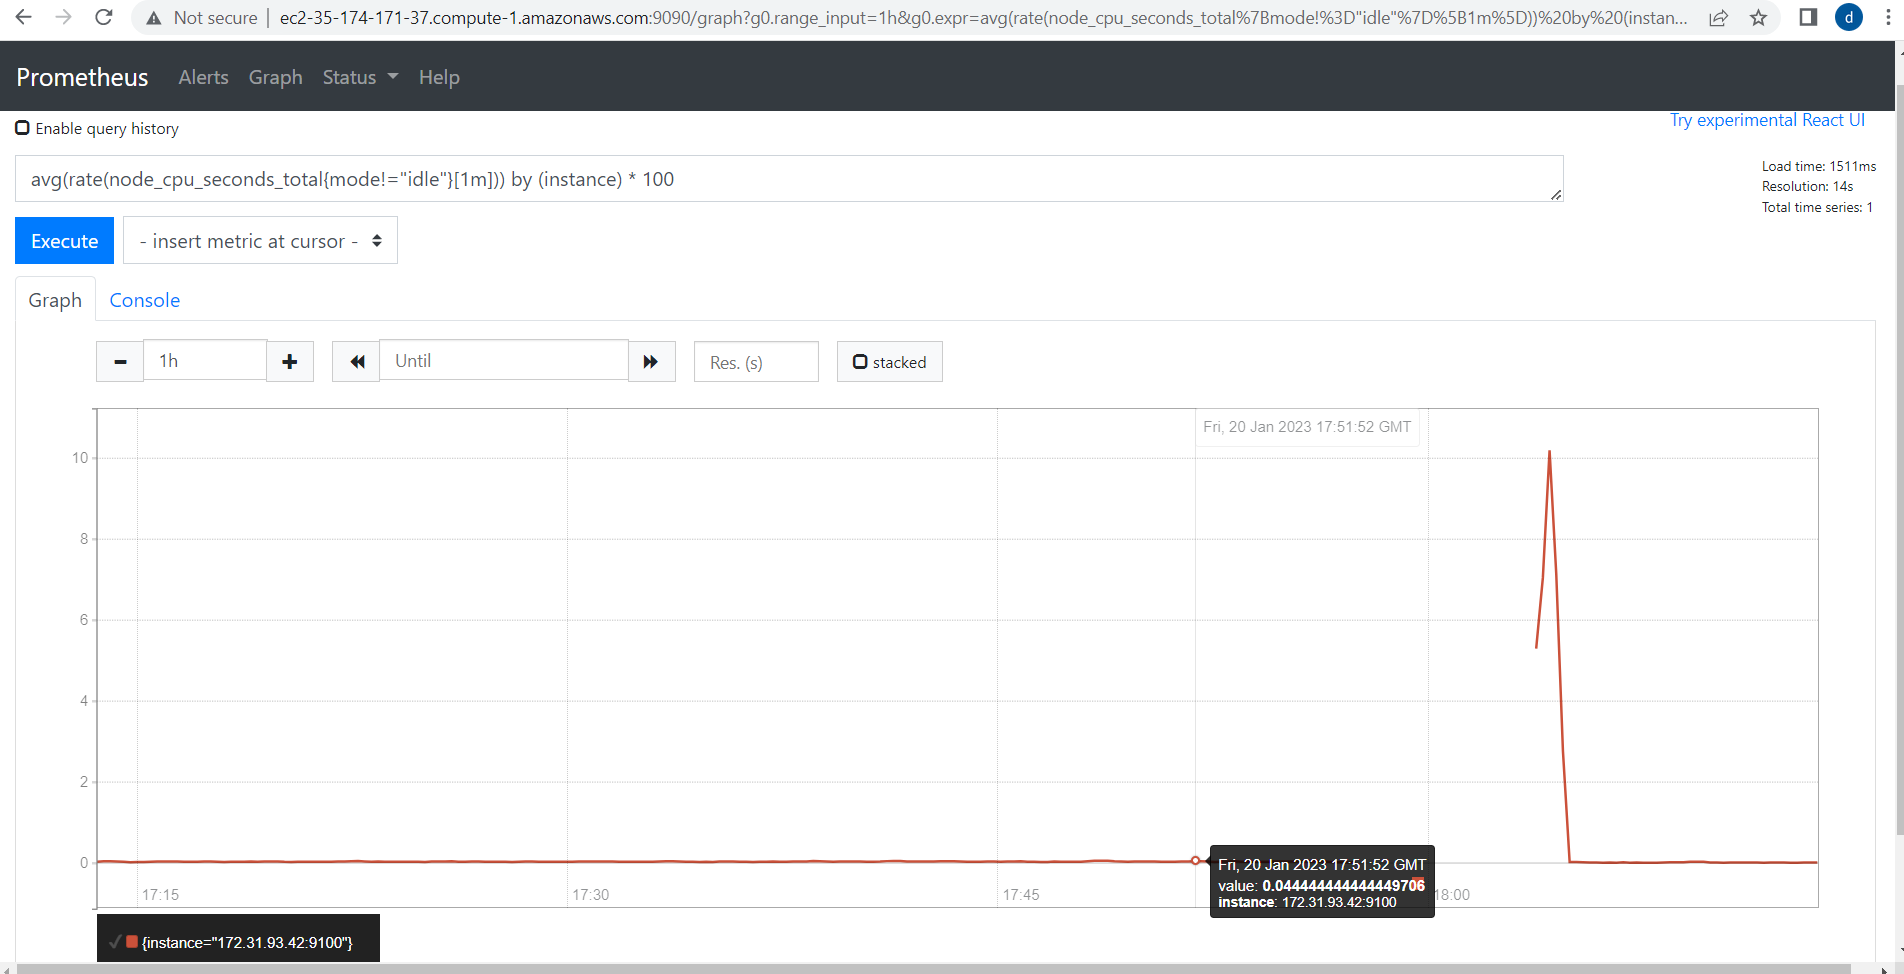 Not secure | ec2-35-174-171-37.compute-1.amazonaws.com:9090/graph?g0.range_input=1h&g0.expr=avg(rate(node_cpu_seconds_total%7Bmode!%3D"idle"%7D%5B1m%5D))%20by%20(instan...
d
Prometheus Alerts Graph Status Help
Enable query history
Try experimental React UI
avg(rate(node_cpu_seconds_total{mode!="idle"}[1m])) by (instance) * 100
Load time: 1511ms
Resolution: 14s
Total time series: 1
Execute - insert metric at cursor -
Graph Console
1h Until Res. (s) stacked
Fri, 20 Jan 2023 17:51:52 GMT
10
8
6
4
2
0
Fri, 20 Jan 2023 17:51:52 GMT
value: 0.044444444444449706
instance: 172.31.93.42:9100
17:15 17:30 17:45 18:00
{instance="172.31.93.42:9100"}